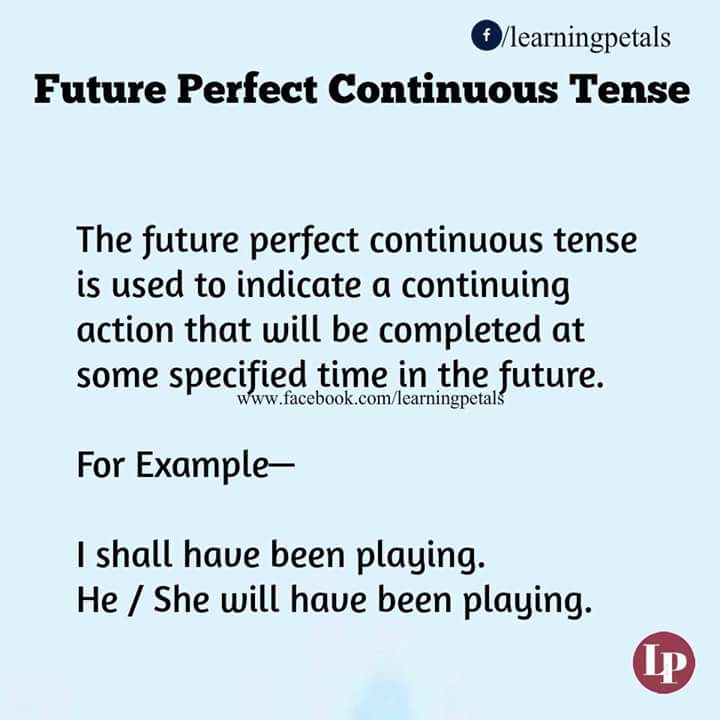 f/learningpetals
Future Perfect Continuous Tense
The future perfect continuous tense
is used to indicate a continuing
action that will be completed at
some specified time in the future.
www.facebook.com/learningpetals
For Example—
I shall have been playing.
He / She will have been playing.
LP